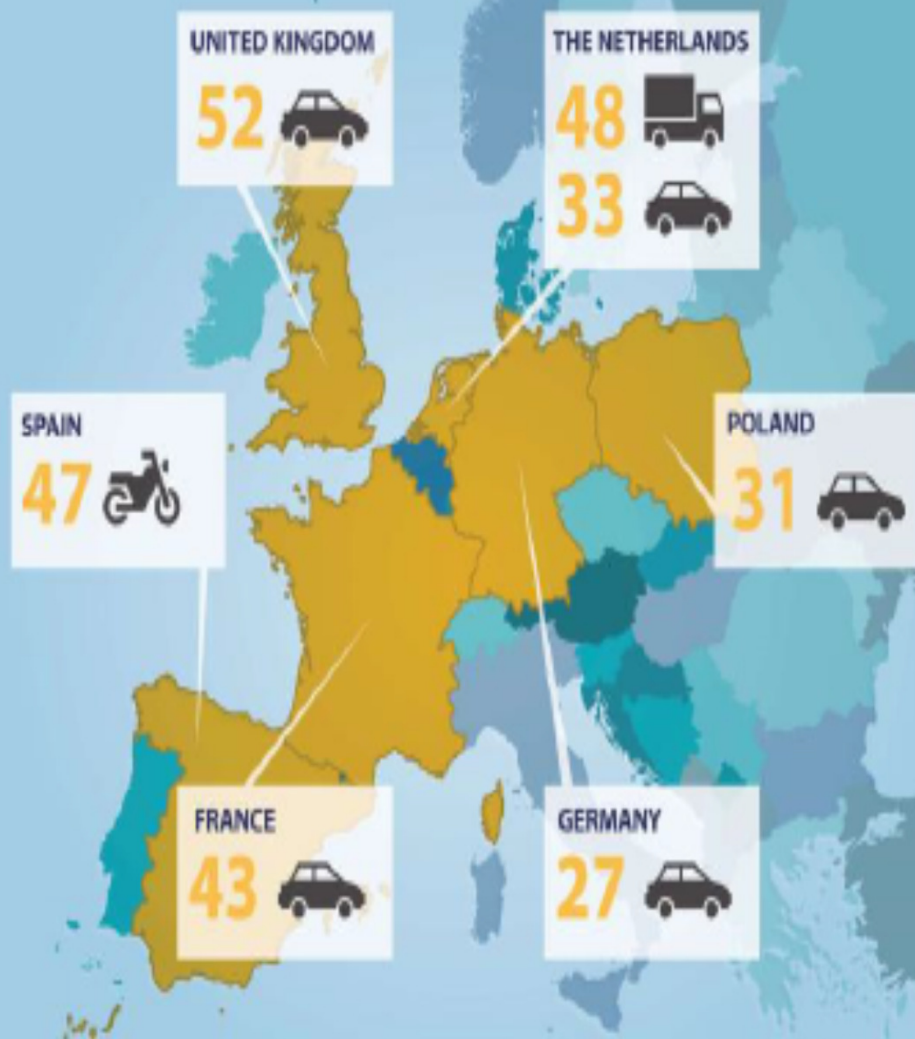 UNITED KINGDOM
52
THE NETHERLANDS
48
33
SPAIN
47
POLAND
31
FRANCE
43
GERMANY
27